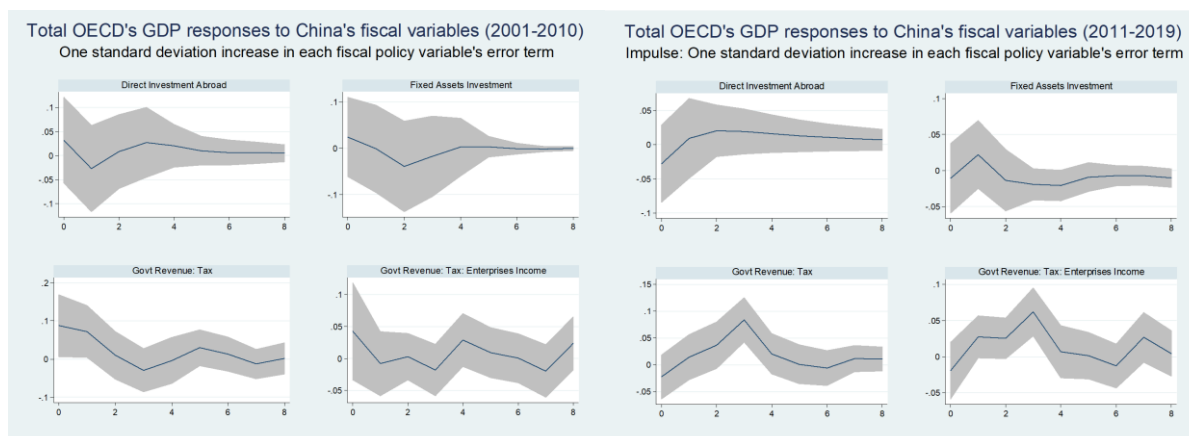 Total OECD's GDP responses to China's fiscal variables (2001-2010)
One standard deviation increase in each fiscal policy variable's error term
Direct Investment Abroad
.1
.05
0
-.05
-.1
0 2 4 6 8
Fixed Assets Investment
.1
0
-.1
0 2 4 6 8
Govt Revenue: Tax
.2
.1
0
-.1
0 2 4 6 8
Govt Revenue: Tax: Enterprises Income
.1
.05
0
-.05
0 2 4 6 8
Total OECD's GDP responses to China's fiscal variables (2011-2019)
Impulse: One standard deviation increase in each fiscal policy variable's error term
Direct Investment Abroad
.05
0
-.05
-.1
0 2 4 6 8
Fixed Assets Investment
.1
.05
0
-.05
0 2 4 6 8
Govt Revenue: Tax
.15
.1
.05
0
-.05
0 2 4 6 8
Govt Revenue: Tax: Enterprises Income
.1
.05
0
-.05
0 2 4 6 8